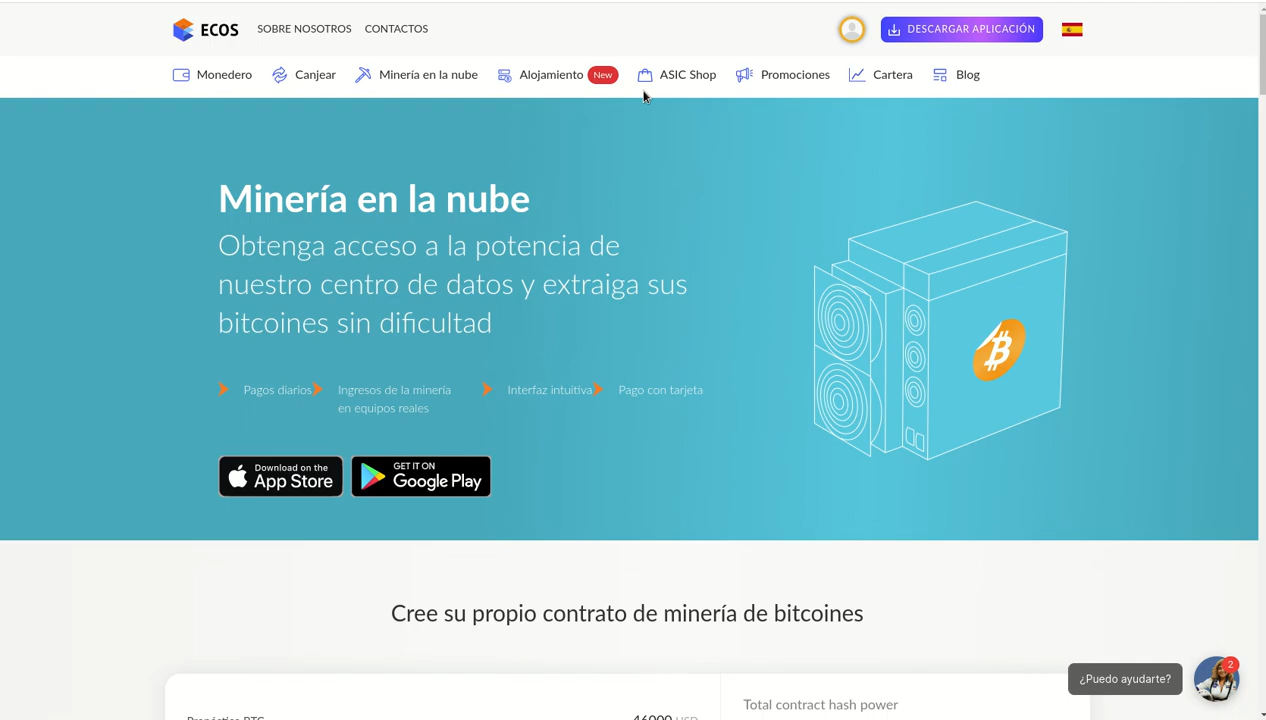 ECOS SOBRE NOSOTROS CONTACTOS DESCARGAR APLICACIÓN
Monedero Canjear Minería en la nube Alojamiento New ASIC Shop Promociones Cartera Blog
Minería en la nube
Obtenga acceso a la potencia de
nuestro centro de datos y extraiga sus
bitcoines sin dificultad
Pagos diarios Ingresos de la minería Interfaz intuitiva Pago con tarjeta
en equipos reales
Download on the App Store
GET IT ON Google Play
Cree su propio contrato de minería de bitcoines
2
¿Puedo ayudarte?
Total contract hash power
Pronóstico BTC 46000 USD